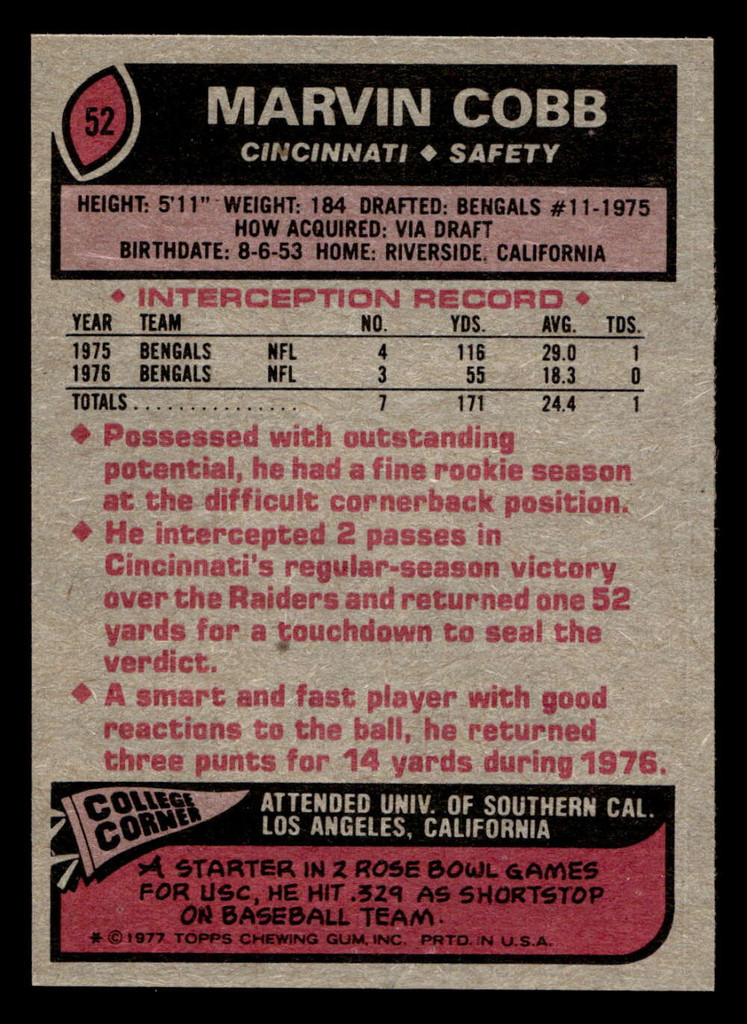 52
MARVIN COBB
CINCINNATI ◆ SAFETY
HEIGHT: 5'11" WEIGHT: 184 DRAFTED: BENGALS #11-1975
HOW ACQUIRED: VIA DRAFT
BIRTHDATE: 8-6-53 HOME: RIVERSIDE, CALIFORNIA
◆ INTERCEPTION RECORD ◆
YEAR TEAM NO. YDS. AVG. TDS.
1975 BENGALS NFL 4 116 29.0 1
1976 BENGALS NFL 3 55 18.3 0
TOTALS................ 7 171 24.4 1
◆ Possessed with outstanding
potential, he had a fine rookie season
at the difficult cornerback position.
◆ He intercepted 2 passes in
Cincinnati's regular-season victory
over the Raiders and returned one 52
yards for a touchdown to seal the
verdict.
◆ A smart and fast player with good
reactions to the ball, he returned
three punts for 14 yards during 1976.
COLLEGE
CORNER
ATTENDED UNIV. OF SOUTHERN CAL.
LOS ANGELES, CALIFORNIA
A STARTER IN 2 ROSE BOWL GAMES
FOR USC, HE HIT .329 AS SHORTSTOP
ON BASEBALL TEAM.
* © 1977 TOPPS CHEWING GUM, INC. PRTD. IN U.S.A.